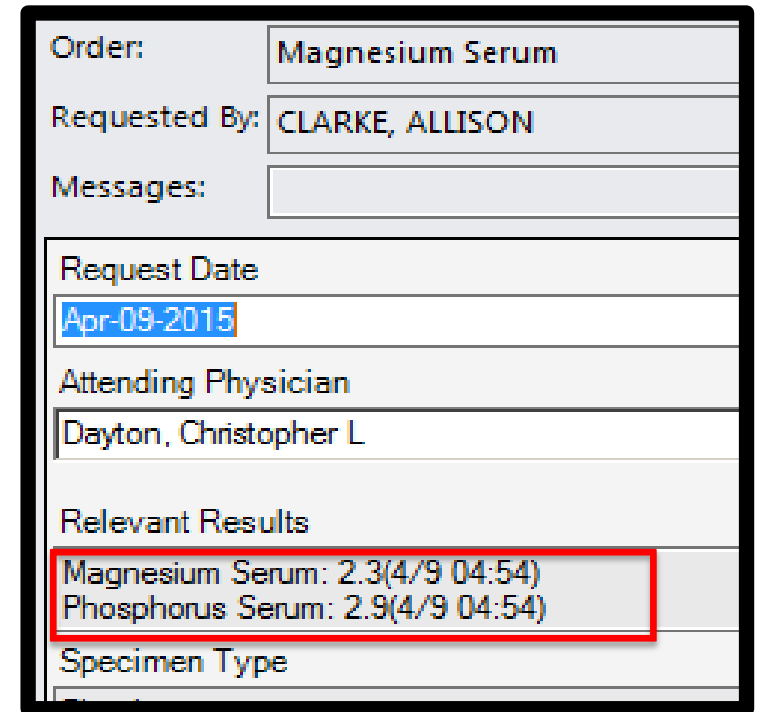 Order: Magnesium Serum
Requested By: CLARKE, ALLISON
Messages:
Request Date
Apr-09-2015
Attending Physician
Dayton, Christopher L
Relevant Results
Magnesium Serum: 2.3(4/9 04:54)
Phosphorus Serum: 2.9(4/9 04:54)
Specimen Type